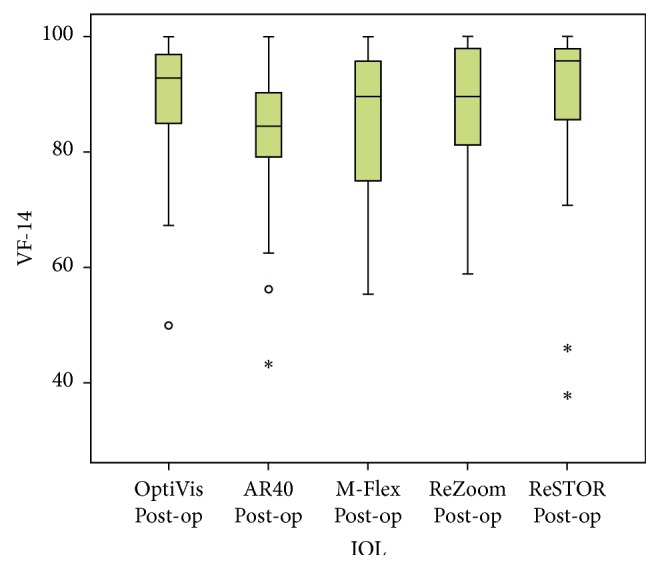 100
80
60
40
VF-14
OptiVis AR40 M-Flex ReZoom ReSTOR
Post-op Post-op Post-op Post-op Post-op
IOL